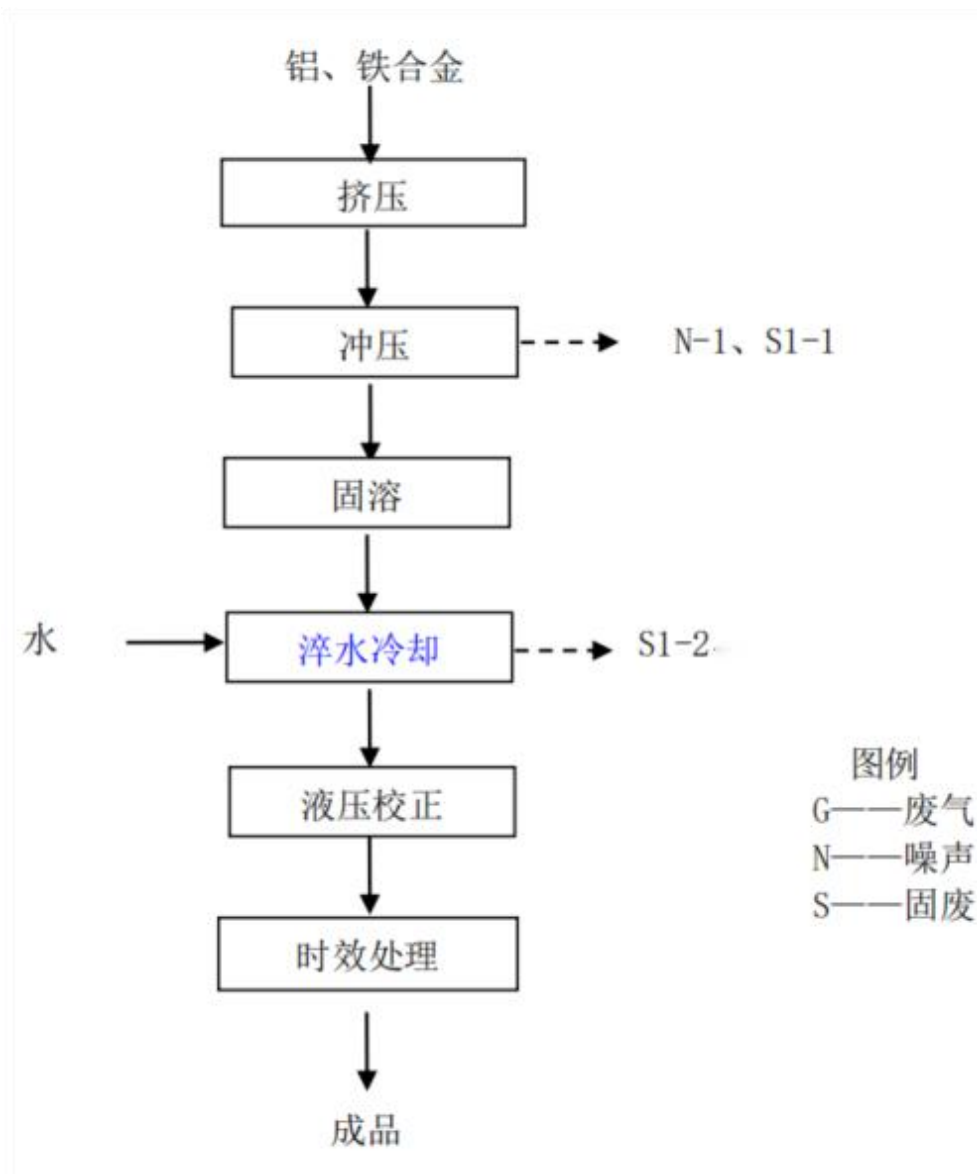 铝、铁合金
挤压
冲压
N-1、S1-1
固溶
水
淬水冷却
S1-2
液压校正
图例
G——废气
N——噪声
S——固废
时效处理
成品